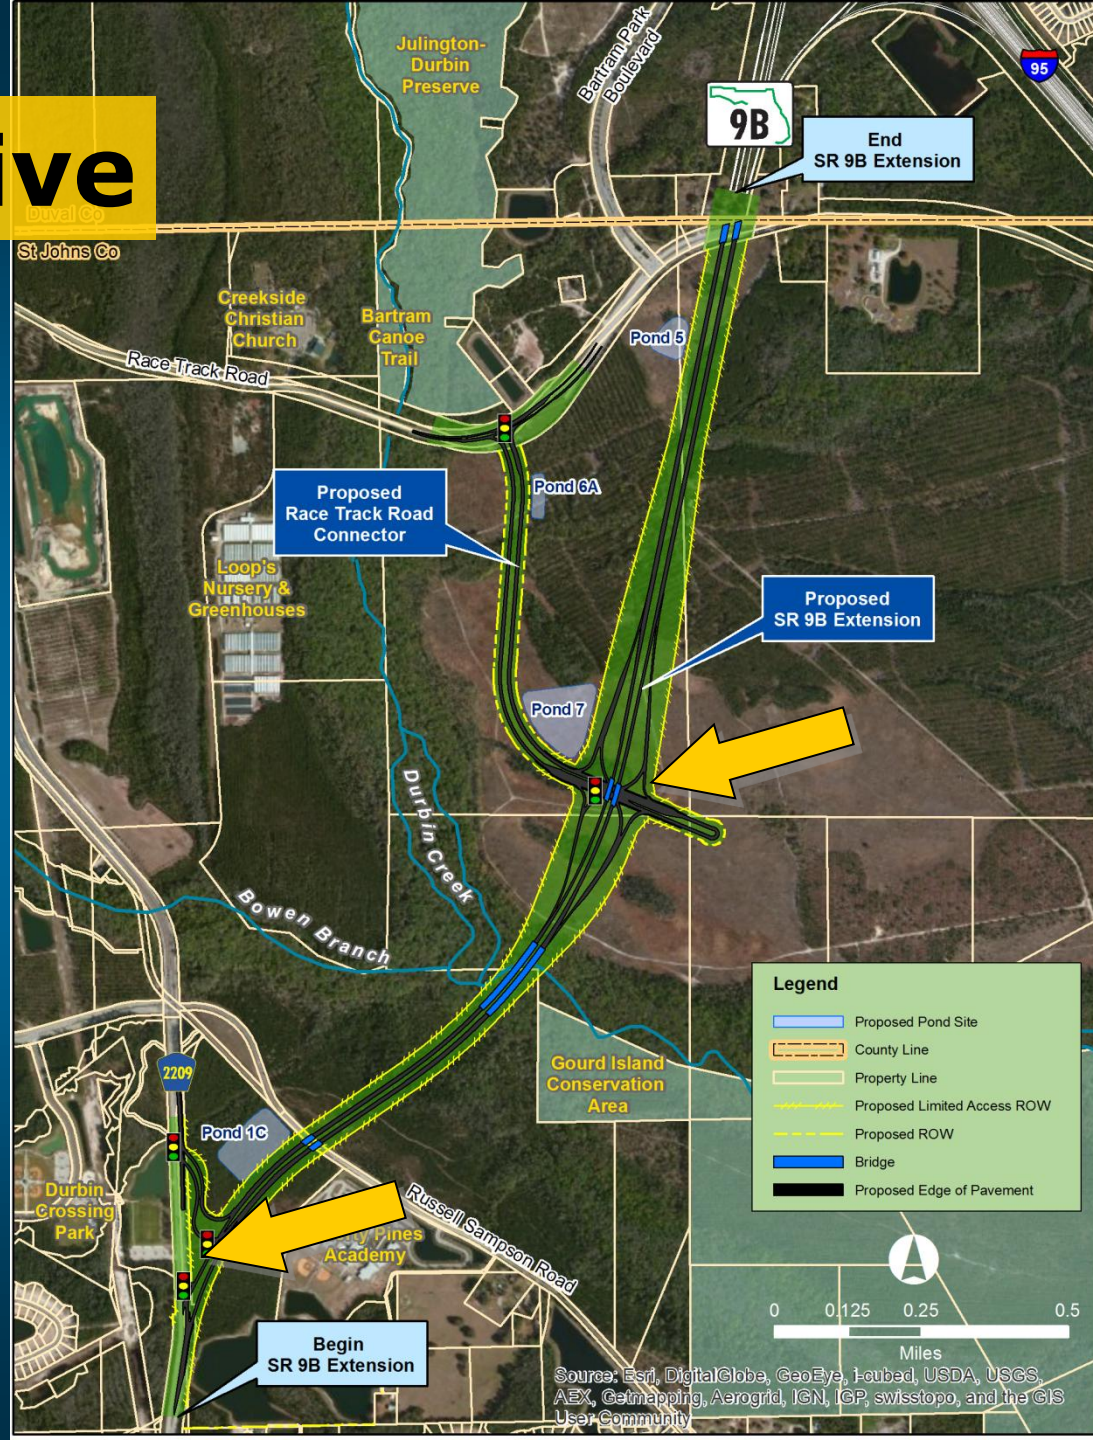 Julington-
Durbin
Preserve
Bartram Park
Boulevard
95
9B
End
SR 9B Extension
ive
Duval Co
St Johns Co
Creekside
Christian
Church
Bartram
Canoe
Trail
Pond 5
Race Track Road
Proposed
Race Track Road
Connector
Pond 6A
Loop's
Nursery &
Greenhouses
Proposed
SR 9B Extension
Pond 7
Durbin Creek
Bowen Branch
Gourd Island
Conservation
Area
2209
Pond 1C
Durbin
Crossing
Park
Russell Sampson Road
Pines
Academy
Begin
SR 9B Extension
Legend
Proposed Pond Site
County Line
Property Line
Proposed Limited Access ROW
Proposed ROW
Bridge
Proposed Edge of Pavement
0 0.125 0.25 0.5
Miles
Source: Esri, DigitalGlobe, GeoEye, i-cubed, USDA, USGS,
AEX, Getmapping, Aerogrid, IGN, IGP, swisstopo, and the GIS
User Community